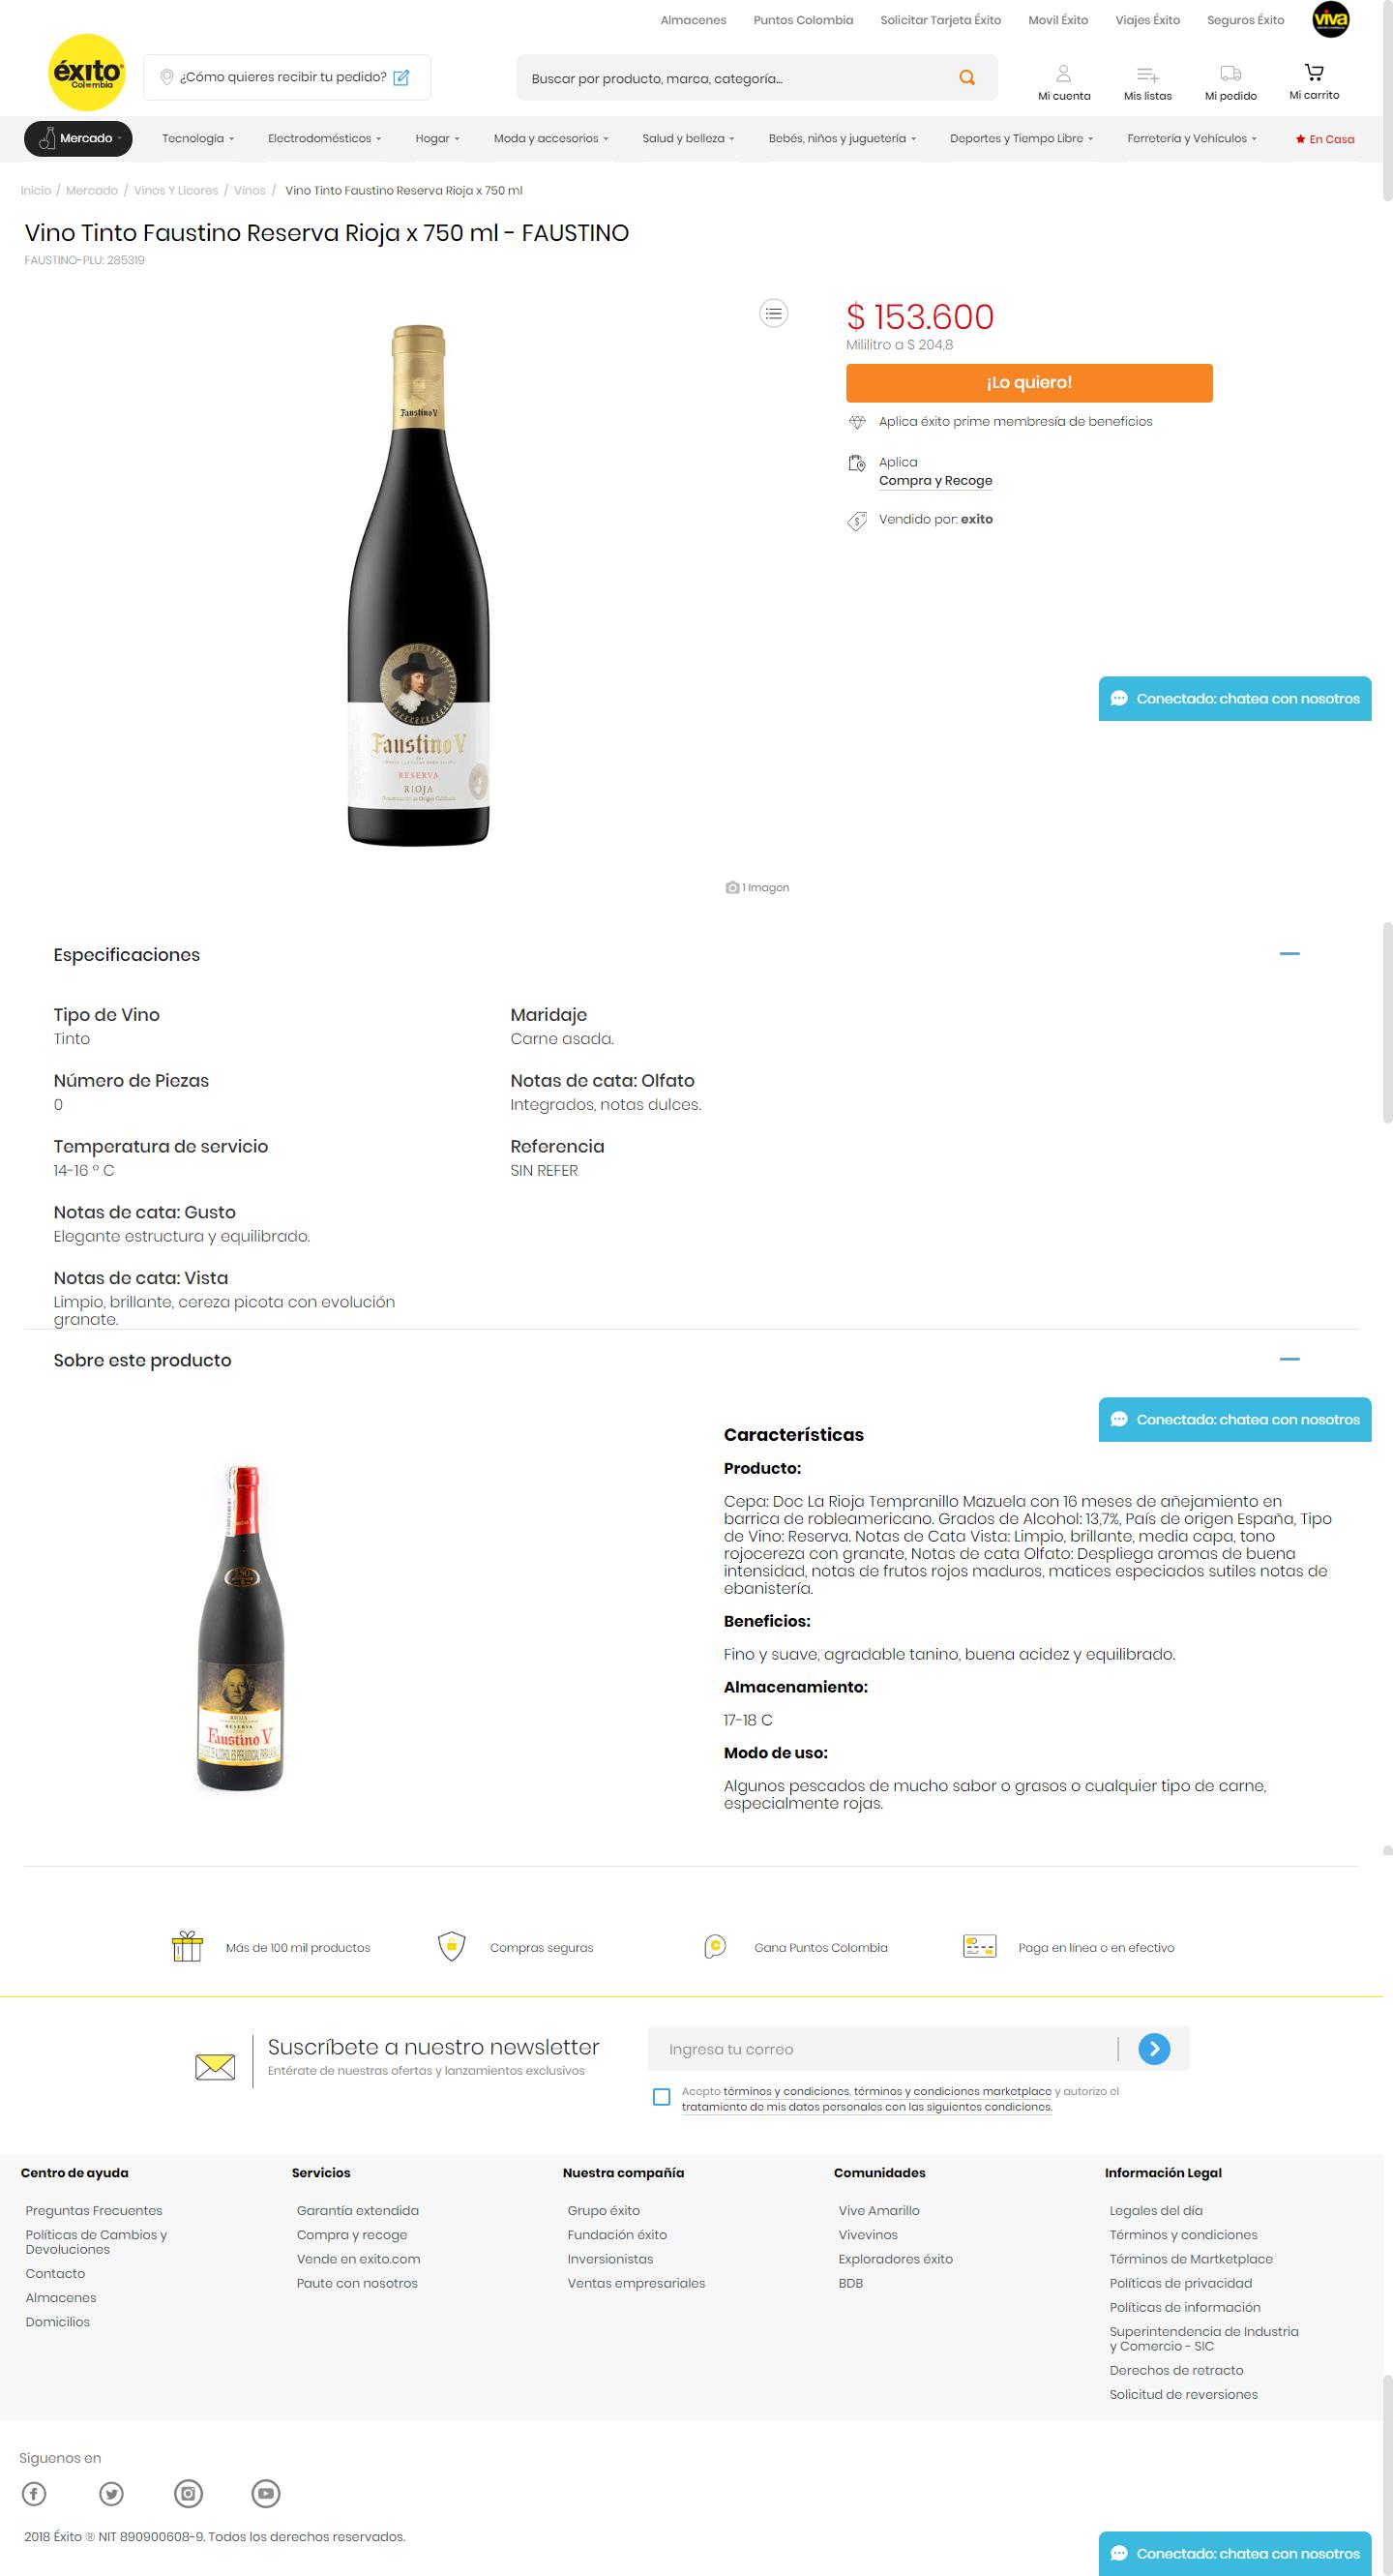 Almacenes Puntos Colombia Solicitar Tarjeta Éxito Movil Éxito Viajes Éxito Seguros Éxito viva
éxito
Colombia
¿Cómo quieres recibir tu pedido?
Buscar por producto, marca, categoría...
Mi cuenta Mis listas Mi pedido Mi carrito
Mercado Tecnología Electrodomésticos Hogar Moda y accesorios Salud y belleza Bebés, niños y juguetería Deportes y Tiempo Libre Ferretería y Vehículos En Casa
Inicio / Mercado / Vinos Y Licores / Vinos / Vino Tinto Faustino Reserva Rioja x 750 ml
Vino Tinto Faustino Reserva Rioja x 750 ml - FAUSTINO
FAUSTINO-PLU: 285319
$ 153.600
Mililitro a $ 204,8
¡Lo quiero!
Aplica éxito prime membresía de beneficios
Aplica
Compra y Recoge
Vendido por: exito
Faustino V
Faustino V
RESERVA
RIOJA
Conectado: chatea con nosotros
1 Imagen
Especificaciones
Tipo de Vino
Tinto
Número de Piezas
0
Temperatura de servicio
14-16 º C
Notas de cata: Gusto
Elegante estructura y equilibrado.
Notas de cata: Vista
Limpio, brillante, cereza picota con evolución
granate.
Maridaje
Carne asada.
Notas de cata: Olfato
Integrados, notas dulces.
Referencia
SIN REFER
Sobre este producto
Conectado: chatea con nosotros
150
RIOJA
RESERVA
Faustino V
Características
Producto:
Cepa: Doc La Rioja Tempranillo Mazuela con 16 meses de añejamiento en
barrica de robleamericano. Grados de Alcohol: 13,7%, País de origen España, Tipo
de Vino: Reserva. Notas de Cata Vista: Limpio, brillante, media capa, tono
rojocereza con granate, Notas de cata Olfato: Despliega aromas de buena
intensidad, notas de frutos rojos maduros, matices especiados sutiles notas de
ebanistería.
Beneficios:
Fino y suave, agradable tanino, buena acidez y equilibrado.
Almacenamiento:
17-18 C
Modo de uso:
Algunos pescados de mucho sabor o grasos o cualquier tipo de carne,
especialmente rojas.
Más de 100 mil productos Compras seguras Gana Puntos Colombia Paga en línea o en efectivo
Suscríbete a nuestro newsletter
Entérate de nuestras ofertas y lanzamientos exclusivos
Ingresa tu correo
Acepto términos y condiciones, términos y condiciones marketplace y autorizo el
tratamiento de mis datos personales con las siguientes condiciones.
Centro de ayuda
Preguntas Frecuentes
Políticas de Cambios y
Devoluciones
Contacto
Almacenes
Domicilios
Servicios
Garantía extendida
Compra y recoge
Vende en exito.com
Paute con nosotros
Nuestra compañía
Grupo éxito
Fundación éxito
Inversionistas
Ventas empresariales
Comunidades
Vive Amarillo
Vivevinos
Exploradores éxito
BDB
Información Legal
Legales del día
Términos y condiciones
Términos de Martketplace
Políticas de privacidad
Políticas de información
Superintendencia de Industria
y Comercio - SIC
Derechos de retracto
Solicitud de reversiones
Siguenos en
2018 Éxito ® NIT 890900608-9. Todos los derechos reservados.
Conectado: chatea con nosotros